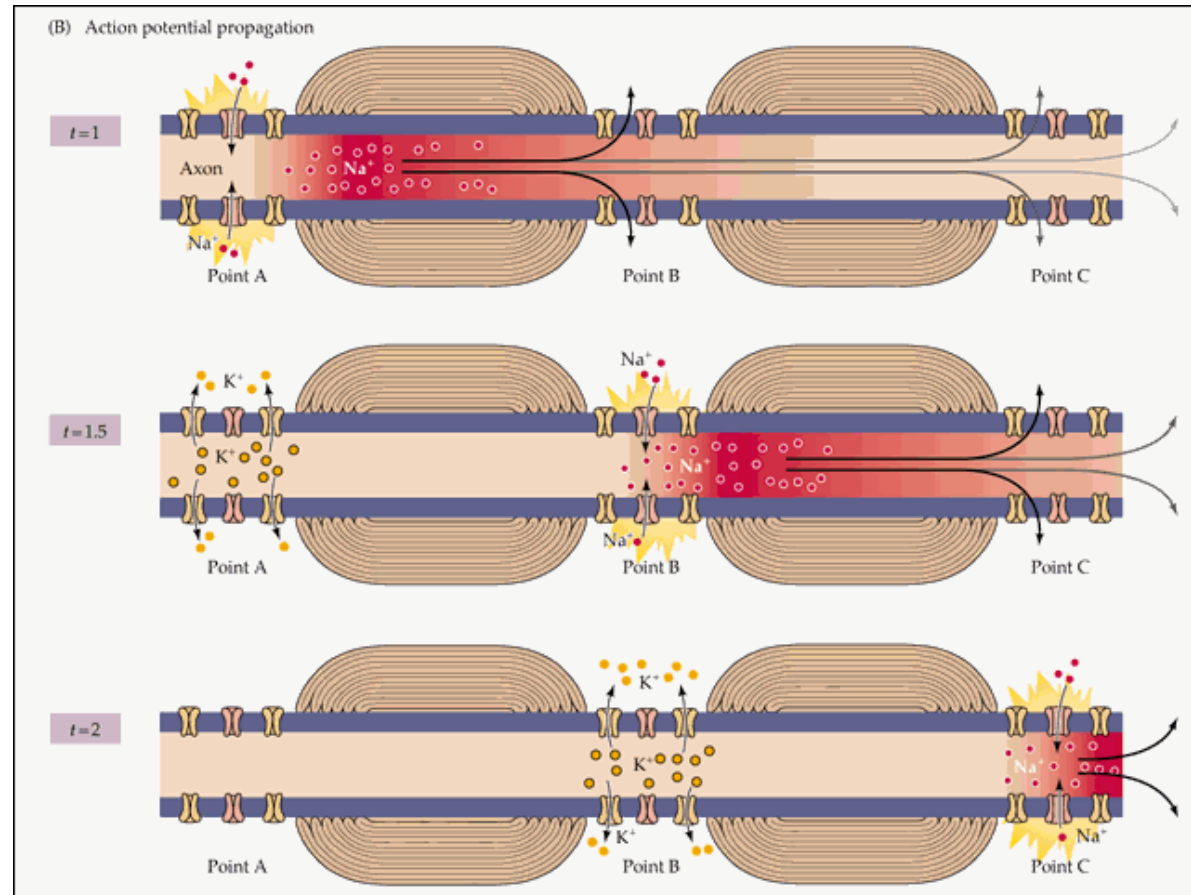 (B) Action potential propagation
t=1
Axon
Na+
Na+
Point A
Point B
Point C
t=1.5
K+
Na+
K+
Na+
Na+
Point A
Point B
Point C
t=2
K+
K+
Na+
K+
Na+
Point A
Point B
Point C